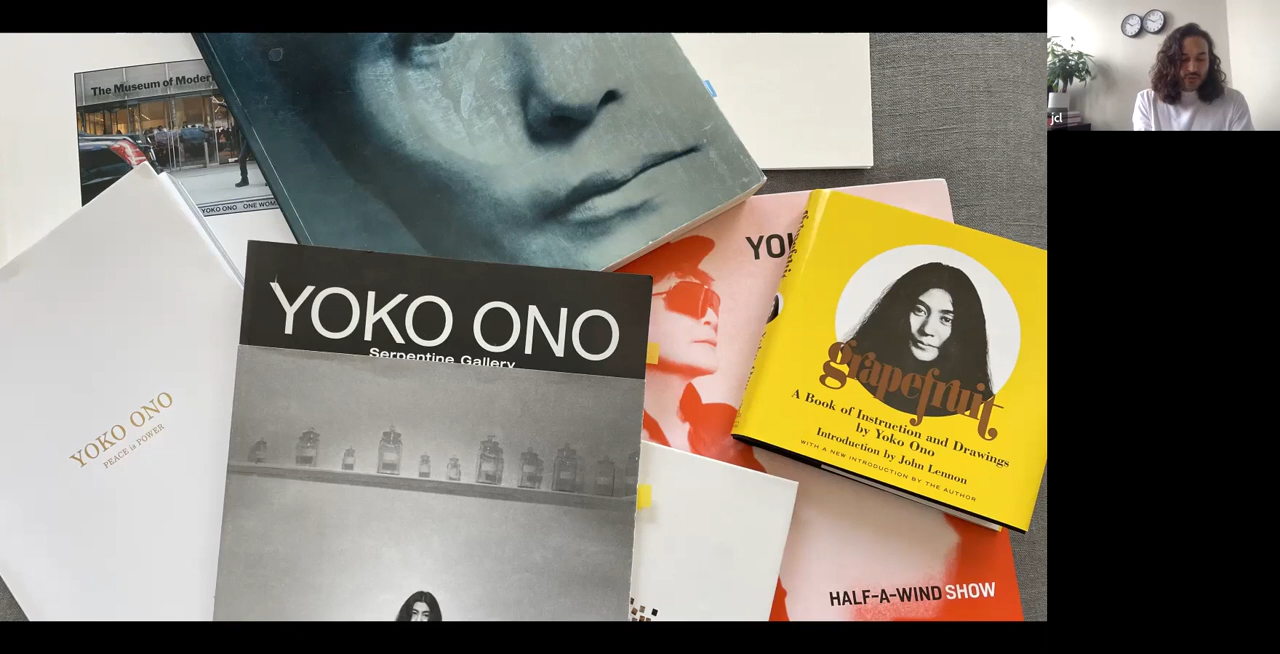 The Museum of Moder
YOKO ONO ONE WOM
YOKO ONO
PEACE is POWER
YOKO ONO
Serpentine Gallery
YO
grapefruit
A Book of Instruction and Drawings
by Yoko Ono
Introduction by John Lennon
WITH A NEW INTRODUCTION BY THE AUTHOR
HALF-A-WIND SHOW
jcl